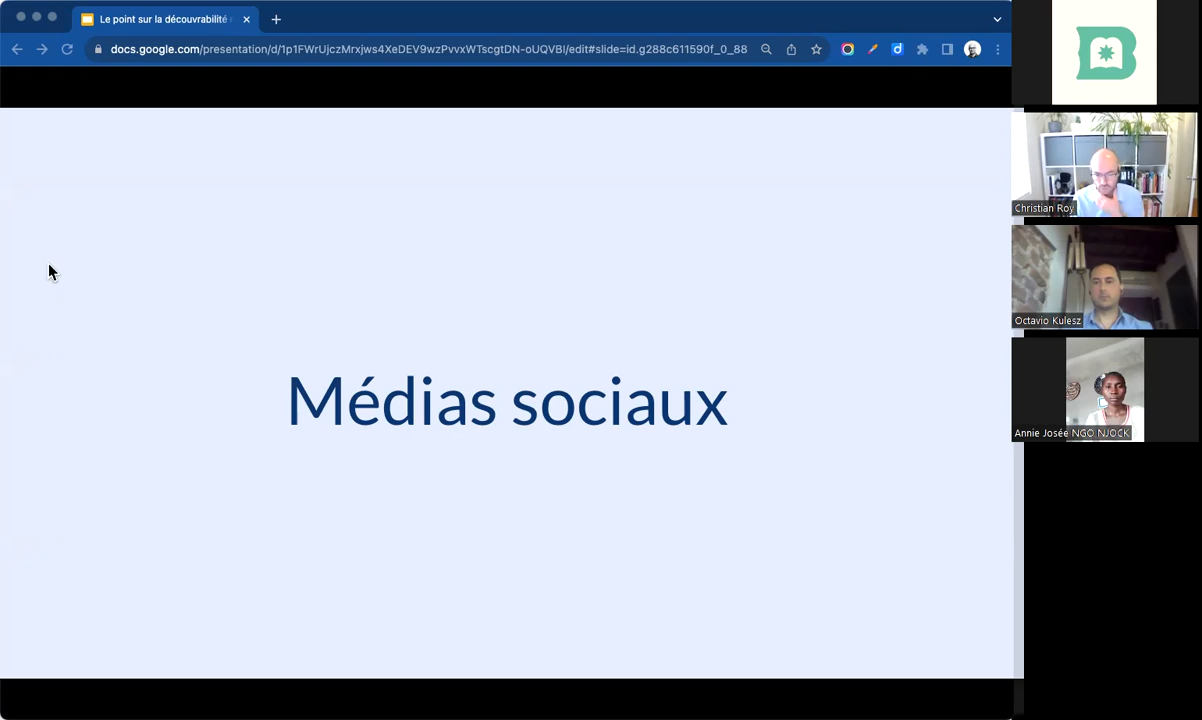 Le point sur la découvrabilité
docs.google.com/presentation/d/1p1FWrUjczMrxjws4XeDEV9wzPvvxWTscgtDN-oUQVBI/edit#slide=id.g288c611590f_0_88
Médias sociaux
Christian Roy
Octavio Kulesz
Annie Josée NGO NJOCK